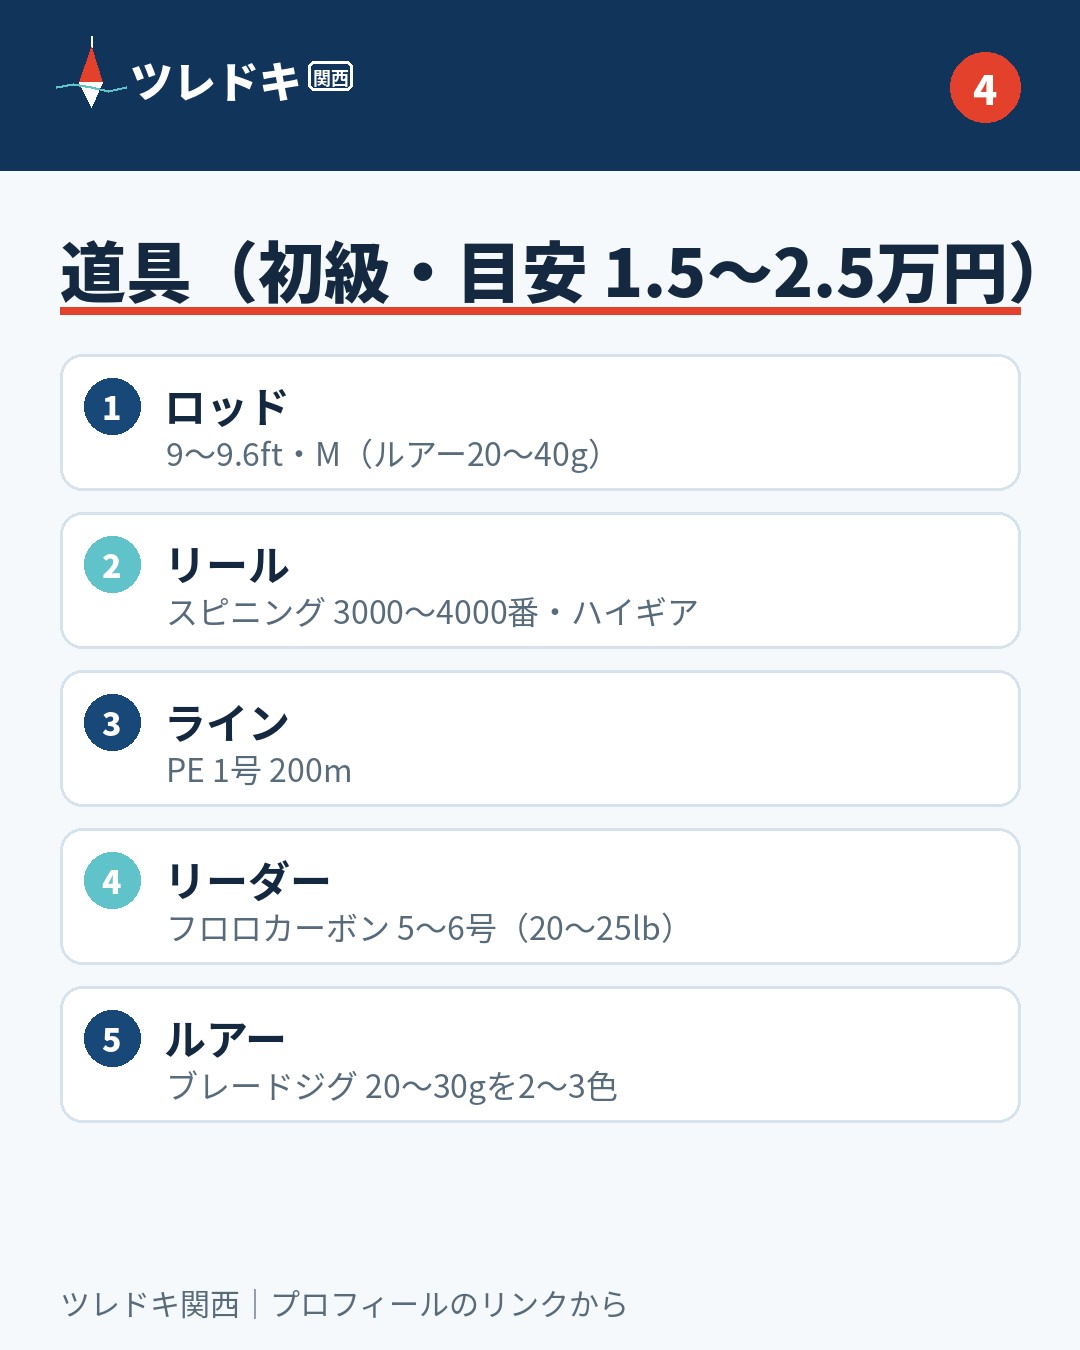 ツレドキ 関西
4
道具（初級・目安 1.5〜2.5万円）
1 ロッド
9〜9.6ft・M（ルアー20〜40g）
2 リール
スピニング 3000〜4000番・ハイギア
3 ライン
PE 1号 200m
4 リーダー
フロロカーボン 5〜6号（20〜25lb）
5 ルアー
ブレードジグ 20〜30gを2〜3色
ツレドキ関西｜プロフィールのリンクから